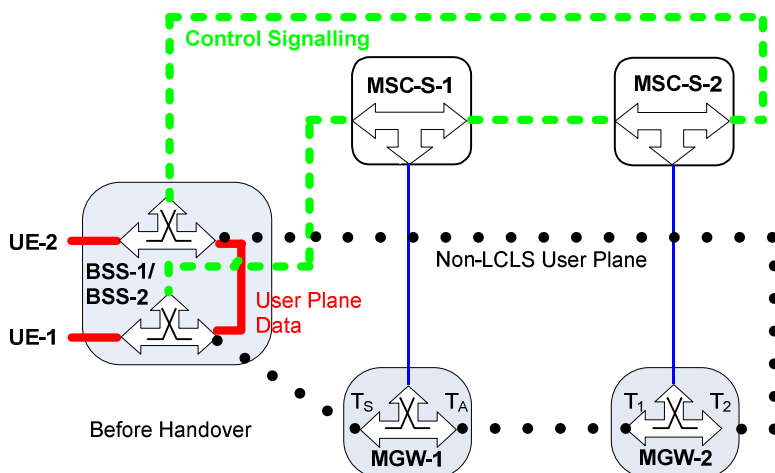 Control Signalling
MSC-S-1
MSC-S-2
UE-2
BSS-1/
BSS-2
Non-LCLS User Plane
User Plane
Data
UE-1
TS
TA
T1
T2
Before Handover
MGW-1
MGW-2